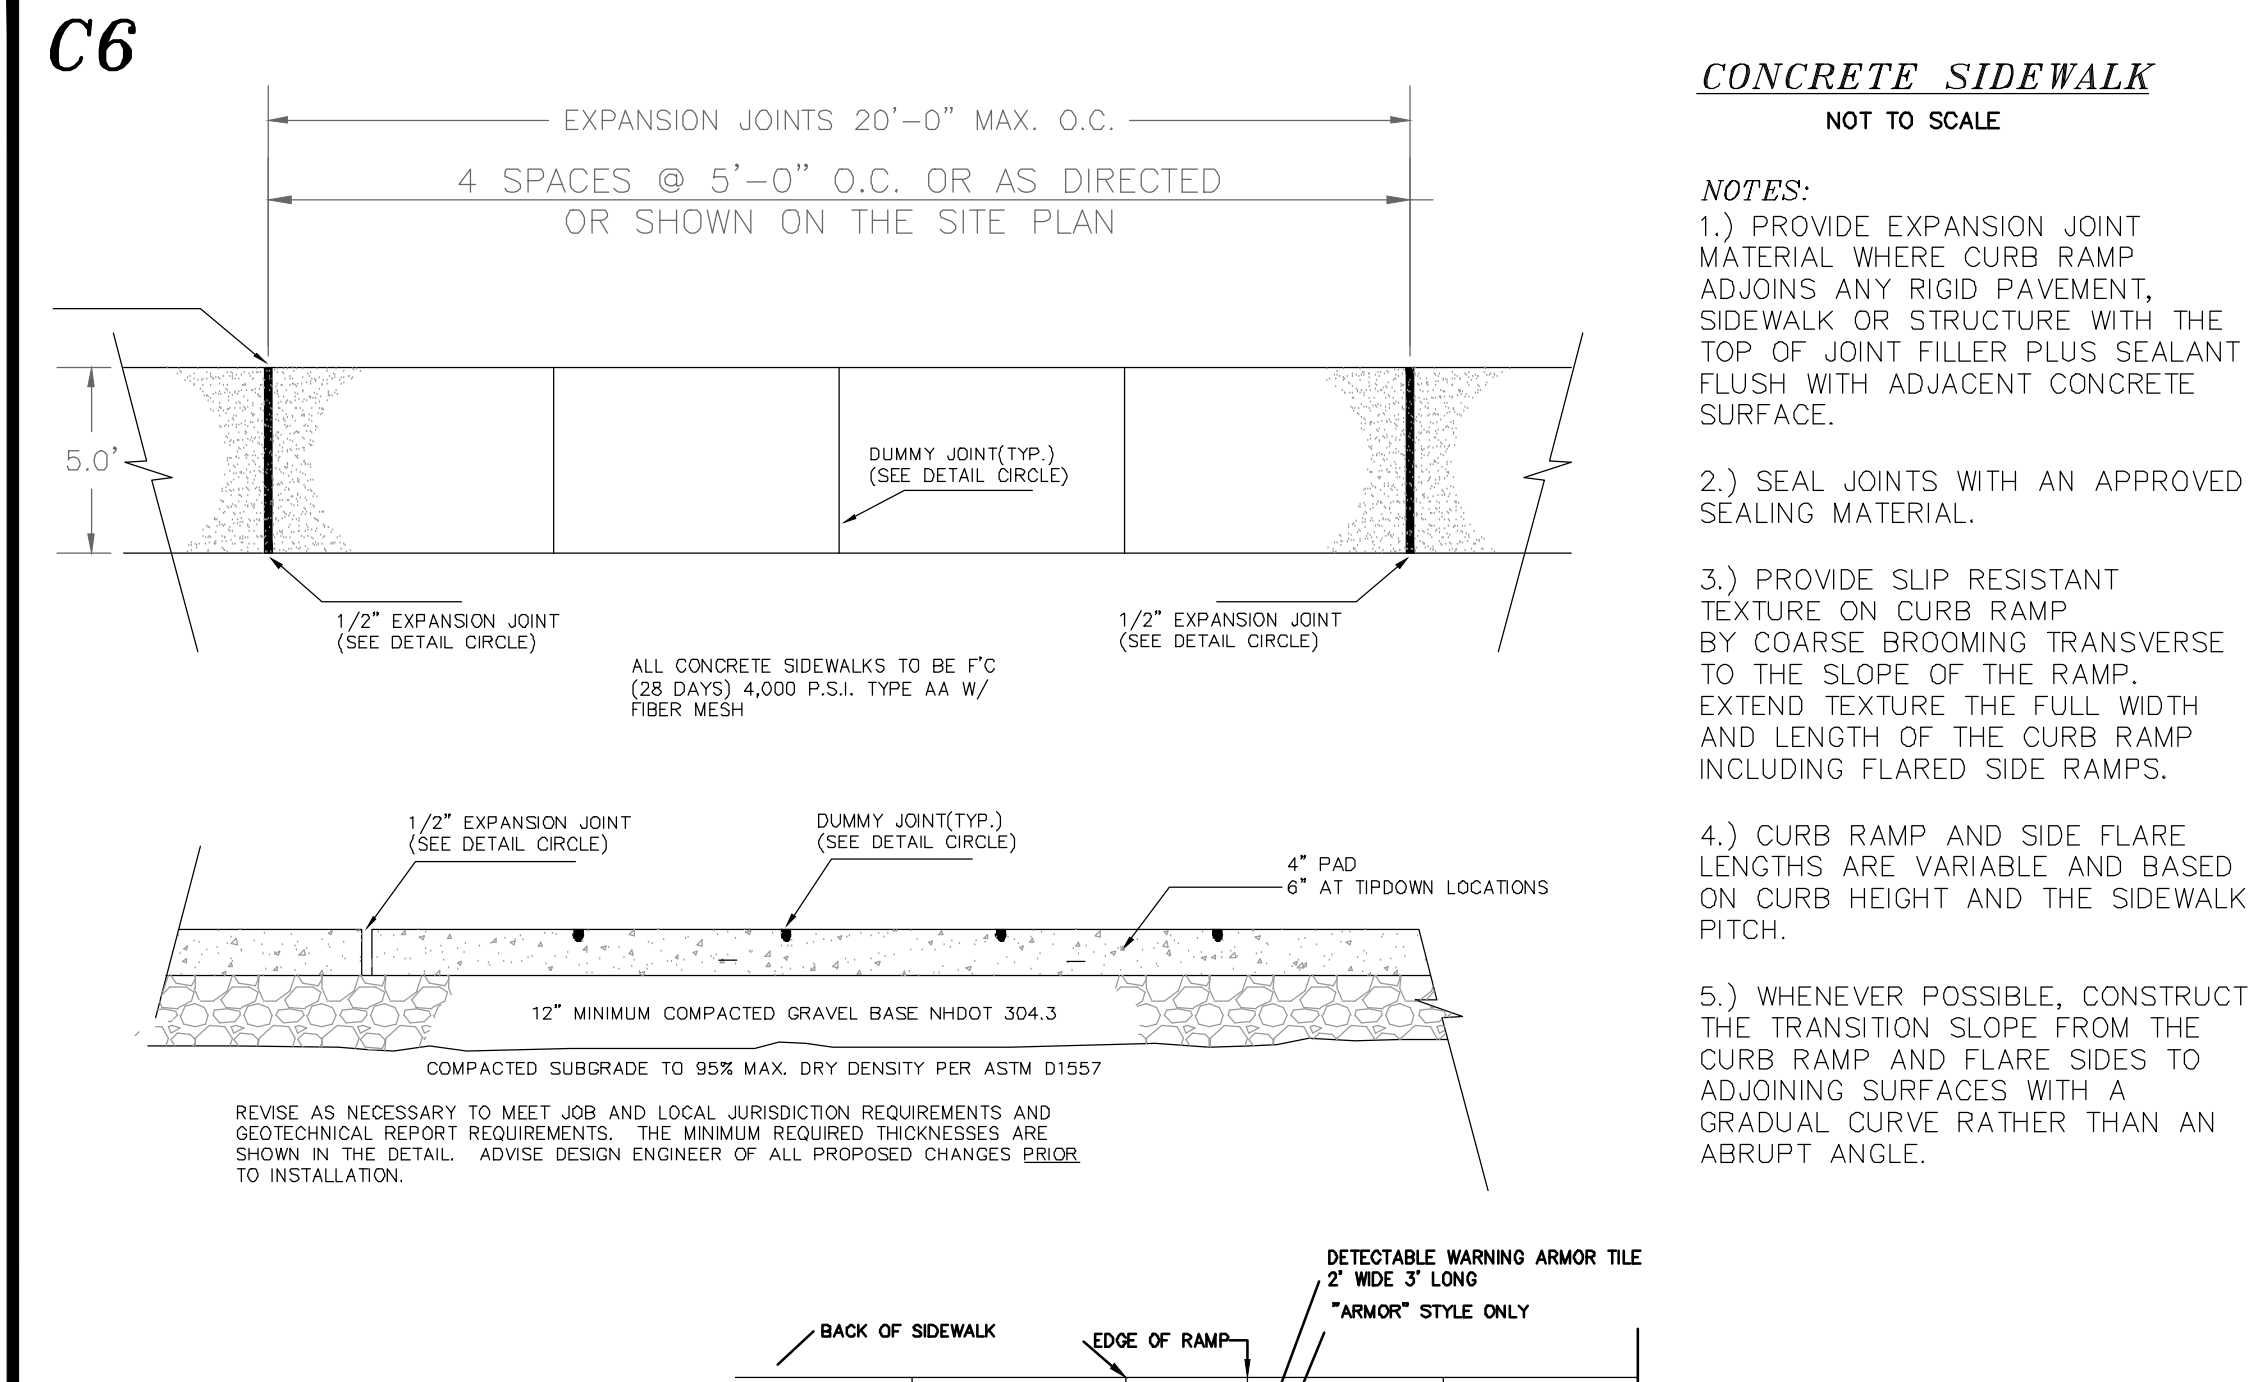 C6
EXPANSION JOINTS 20'-0" MAX. O.C.
4 SPACES @ 5'-0" O.C. OR AS DIRECTED
OR SHOWN ON THE SITE PLAN
5.0'
DUMMY JOINT(TYP.)
(SEE DETAIL CIRCLE)
1/2" EXPANSION JOINT
(SEE DETAIL CIRCLE)
1/2" EXPANSION JOINT
(SEE DETAIL CIRCLE)
ALL CONCRETE SIDEWALKS TO BE F'C
(28 DAYS) 4,000 P.S.I. TYPE AA W/
FIBER MESH
1/2" EXPANSION JOINT
(SEE DETAIL CIRCLE)
DUMMY JOINT(TYP.)
(SEE DETAIL CIRCLE)
4" PAD
6" AT TIPDOWN LOCATIONS
12" MINIMUM COMPACTED GRAVEL BASE NHDOT 304.3
COMPACTED SUBGRADE TO 95% MAX. DRY DENSITY PER ASTM D1557
REVISE AS NECESSARY TO MEET JOB AND LOCAL JURISDICTION REQUIREMENTS AND
GEOTECHNICAL REPORT REQUIREMENTS. THE MINIMUM REQUIRED THICKNESSES ARE
SHOWN IN THE DETAIL. ADVISE DESIGN ENGINEER OF ALL PROPOSED CHANGES PRIOR
TO INSTALLATION.
DETECTABLE WARNING ARMOR TILE
2' WIDE 3' LONG
"ARMOR" STYLE ONLY
BACK OF SIDEWALK
EDGE OF RAMP
CONCRETE SIDEWALK
NOT TO SCALE
NOTES:
1.) PROVIDE EXPANSION JOINT
MATERIAL WHERE CURB RAMP
ADJOINS ANY RIGID PAVEMENT,
SIDEWALK OR STRUCTURE WITH THE
TOP OF JOINT FILLER PLUS SEALANT
FLUSH WITH ADJACENT CONCRETE
SURFACE.
2.) SEAL JOINTS WITH AN APPROVED
SEALING MATERIAL.
3.) PROVIDE SLIP RESISTANT
TEXTURE ON CURB RAMP
BY COARSE BROOMING TRANSVERSE
TO THE SLOPE OF THE RAMP.
EXTEND TEXTURE THE FULL WIDTH
AND LENGTH OF THE CURB RAMP
INCLUDING FLARED SIDE RAMPS.
4.) CURB RAMP AND SIDE FLARE
LENGTHS ARE VARIABLE AND BASED
ON CURB HEIGHT AND THE SIDEWALK
PITCH.
5.) WHENEVER POSSIBLE, CONSTRUCT
THE TRANSITION SLOPE FROM THE
CURB RAMP AND FLARE SIDES TO
ADJOINING SURFACES WITH A
GRADUAL CURVE RATHER THAN AN
ABRUPT ANGLE.